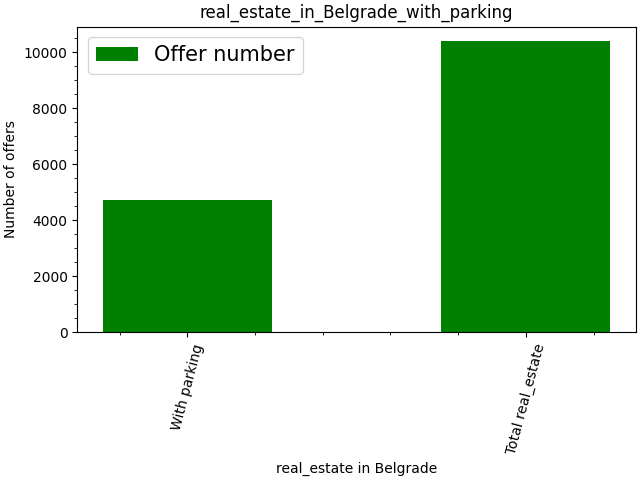 real_estate_in_Belgrade_with_parking
Offer number
Number of offers
10000
8000
6000
4000
2000
0
With parking
Total real_estate
real_estate in Belgrade